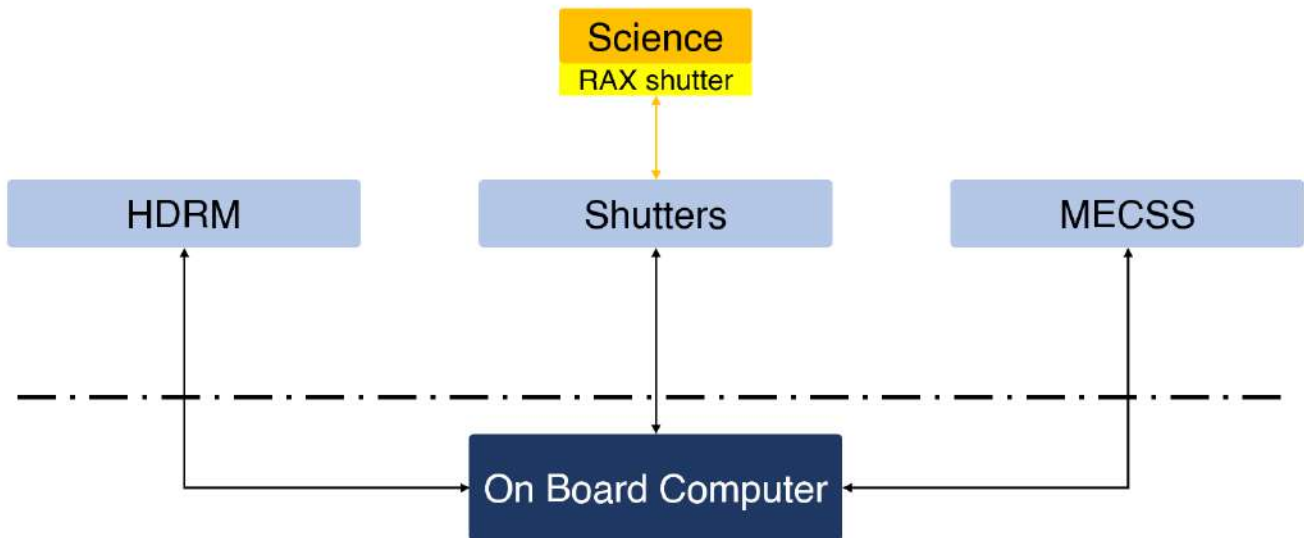 Science
RAX shutter
HDRM
Shutters
MECSS
On Board Computer